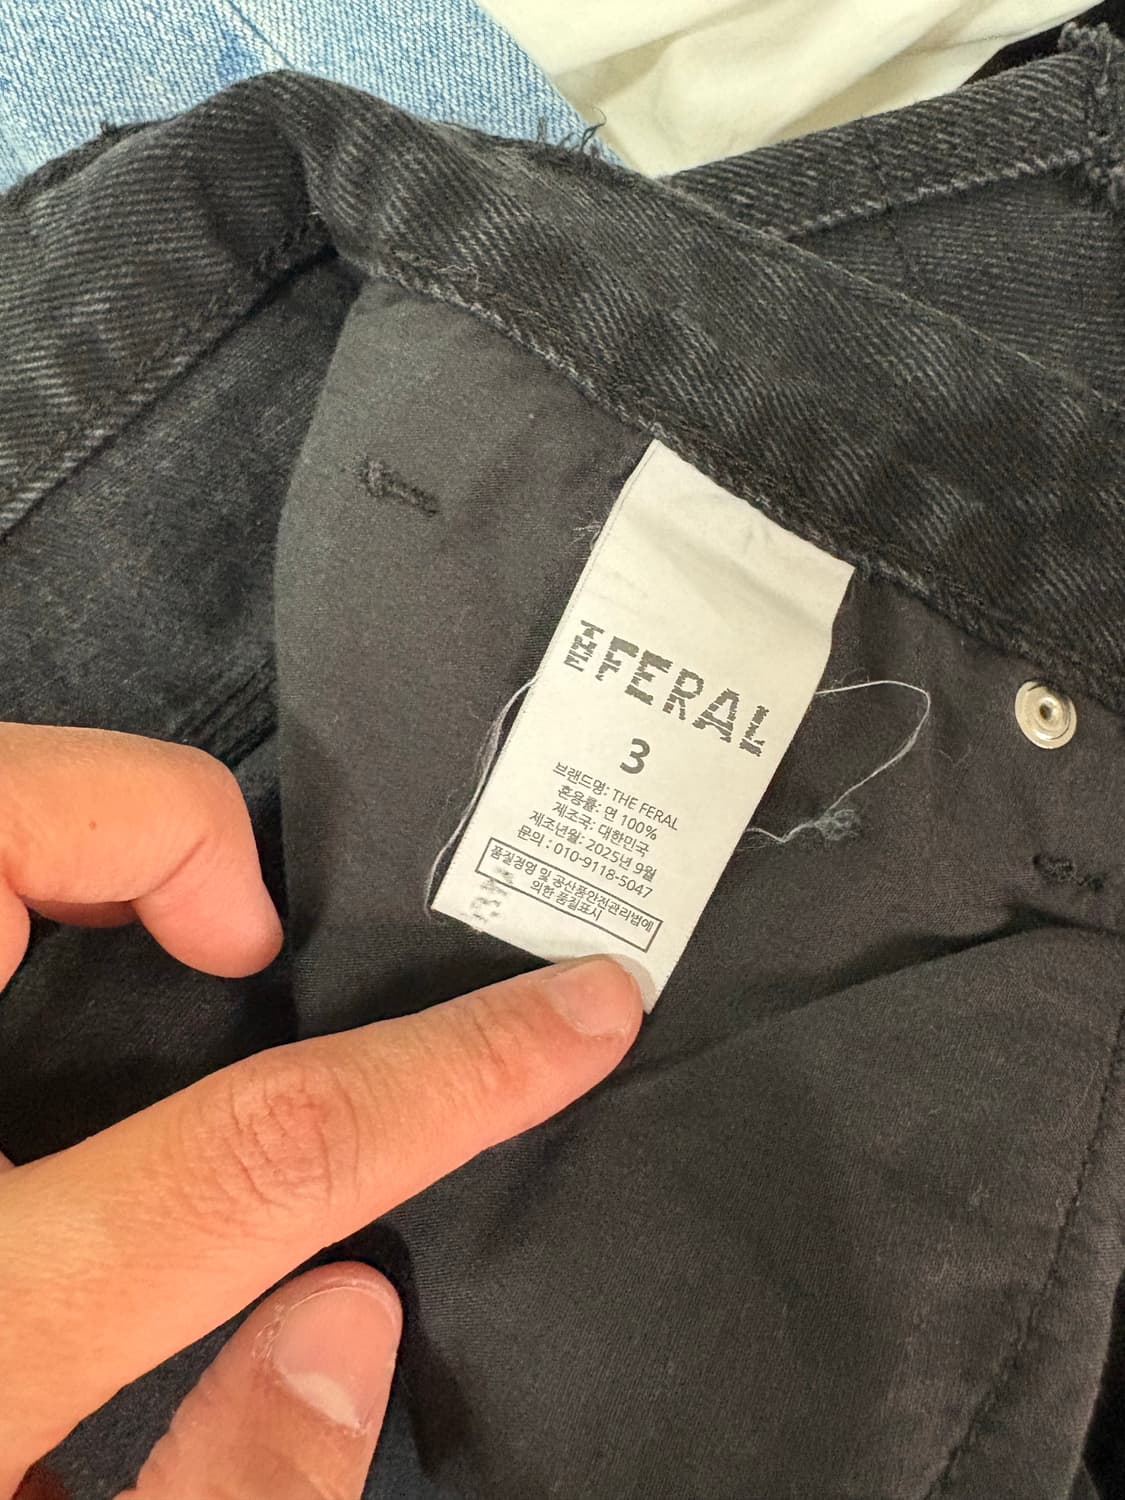 FERAL
3
브랜드명: THE FERAL
혼용률: 면 100%
제조국: 대한민국
제조년월: 2025년 9월
문의 : 010-9118-5047
품질경영 및 공산품안전관리법에
의한 품질표시